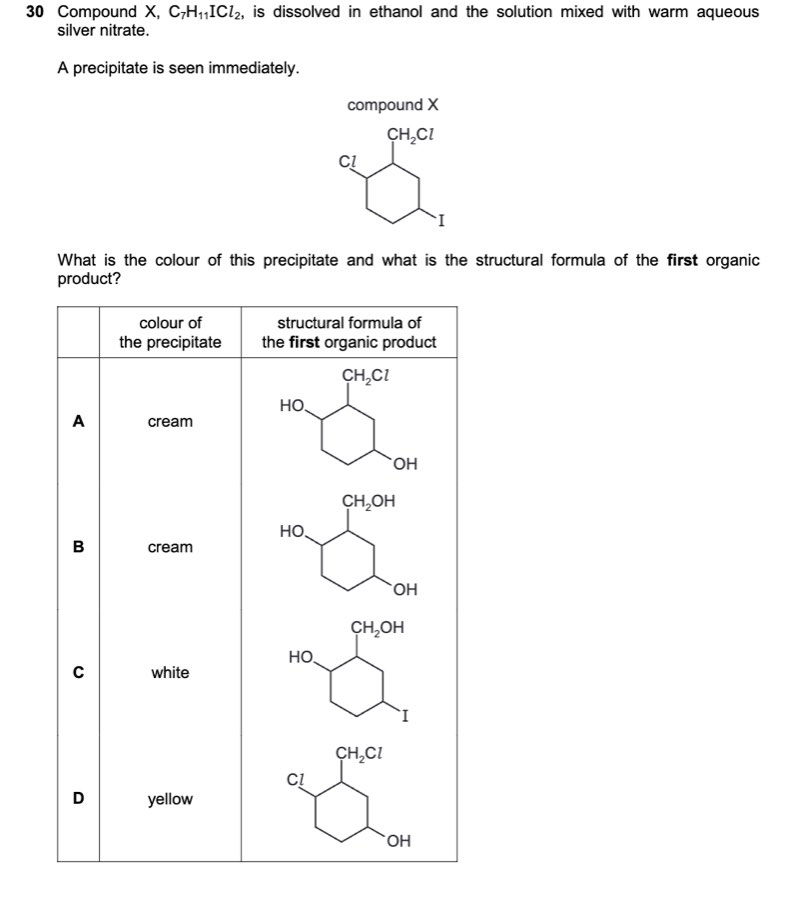 30 Compound X, C₇H₁₁ICl₂, is dissolved in ethanol and the solution mixed with warm aqueous
silver nitrate.
A precipitate is seen immediately.
compound X
CH₂Cl
Cl
I
What is the colour of this precipitate and what is the structural formula of the first organic
product?
colour of
the precipitate
structural formula of
the first organic product
A
cream
CH₂Cl
HO
OH
B
cream
CH₂OH
HO
OH
C
white
CH₂OH
HO
I
D
yellow
CH₂Cl
Cl
OH